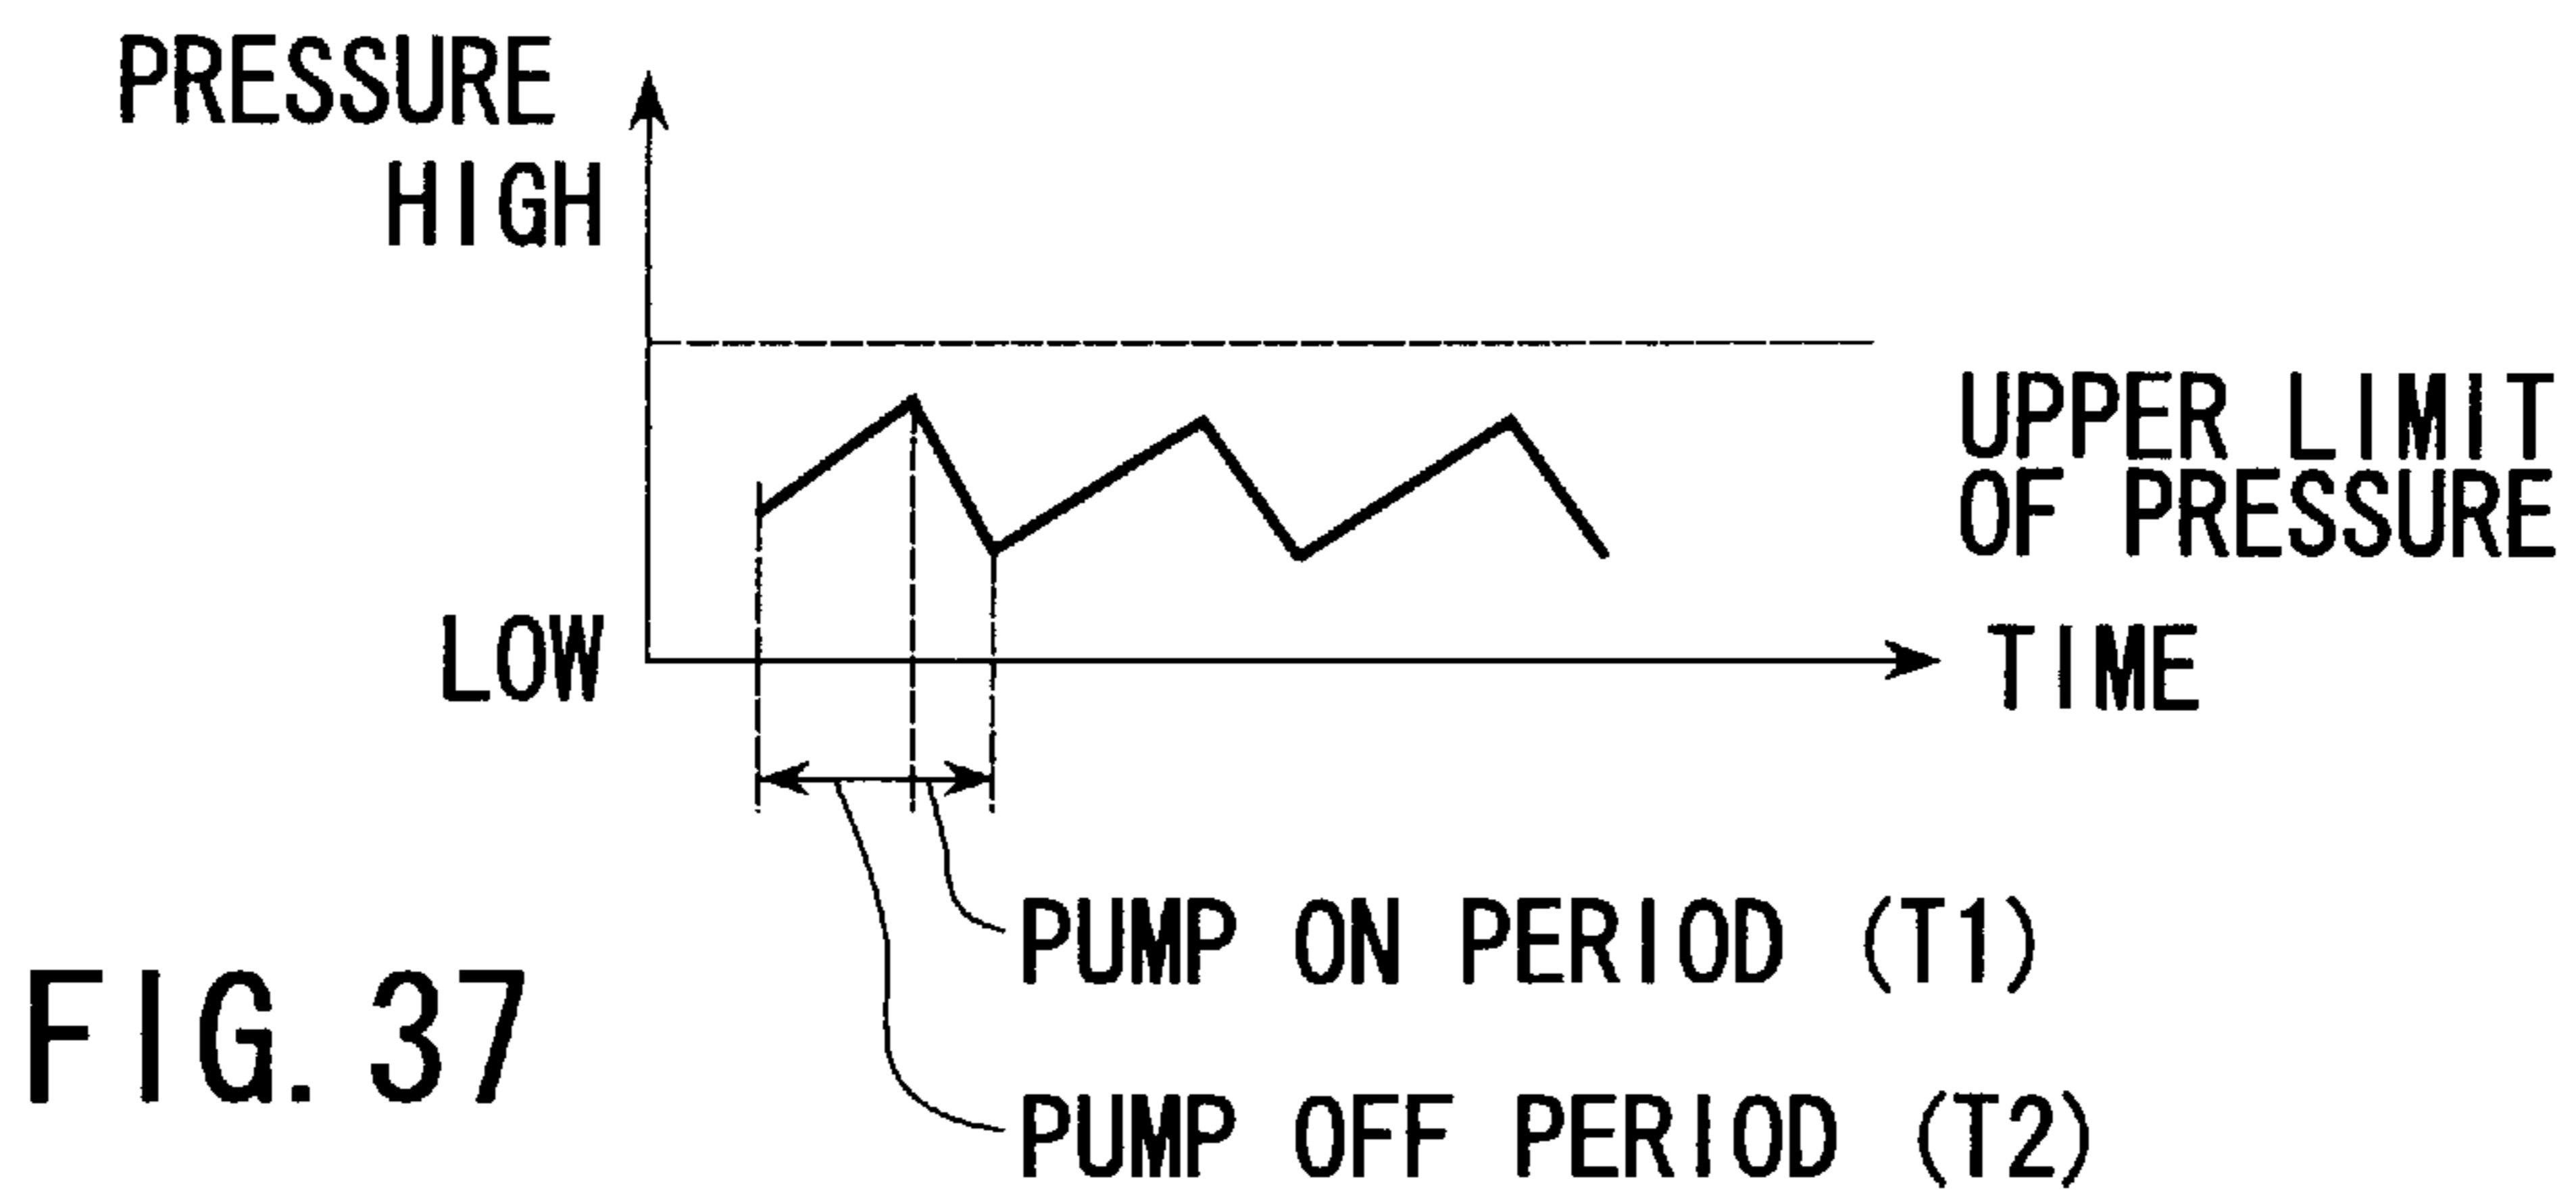 PRESSURE
HIGH
UPPER LIMIT
OF PRESSURE
LOW
TIME
PUMP ON PERIOD (T1)
PUMP OFF PERIOD (T2)
FIG. 37